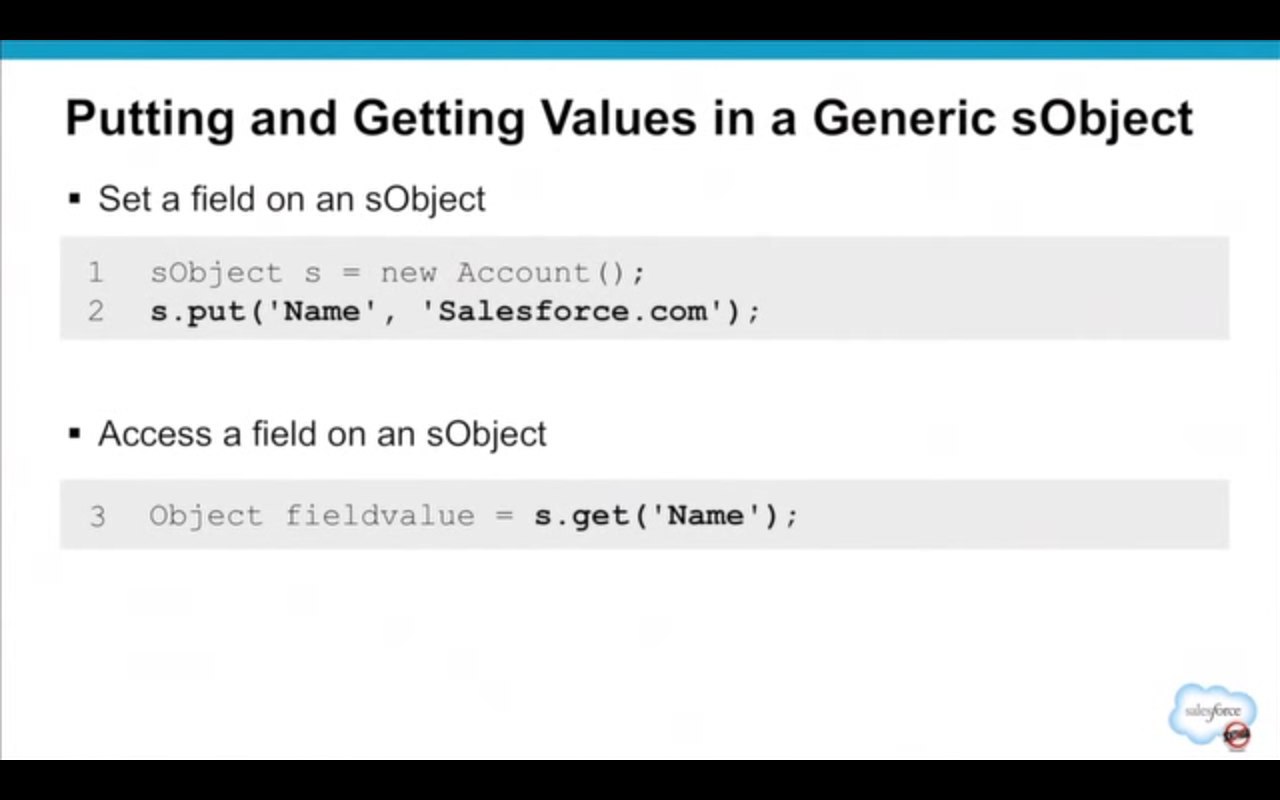 Putting and Getting Values in a Generic sObject
▪ Set a field on an sObject
1 sObject s = new Account();
2 s.put('Name', 'Salesforce.com');
▪ Access a field on an sObject
3 Object fieldvalue = s.get('Name');
salesforce